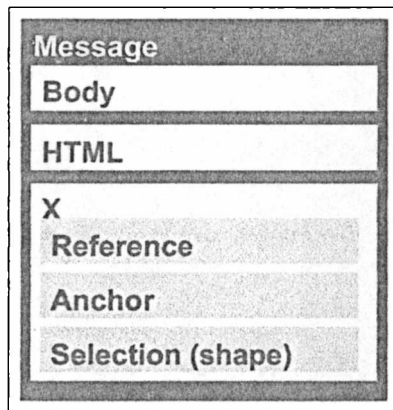 Message
Body
HTML
X
Reference
Anchor
Selection (shape)